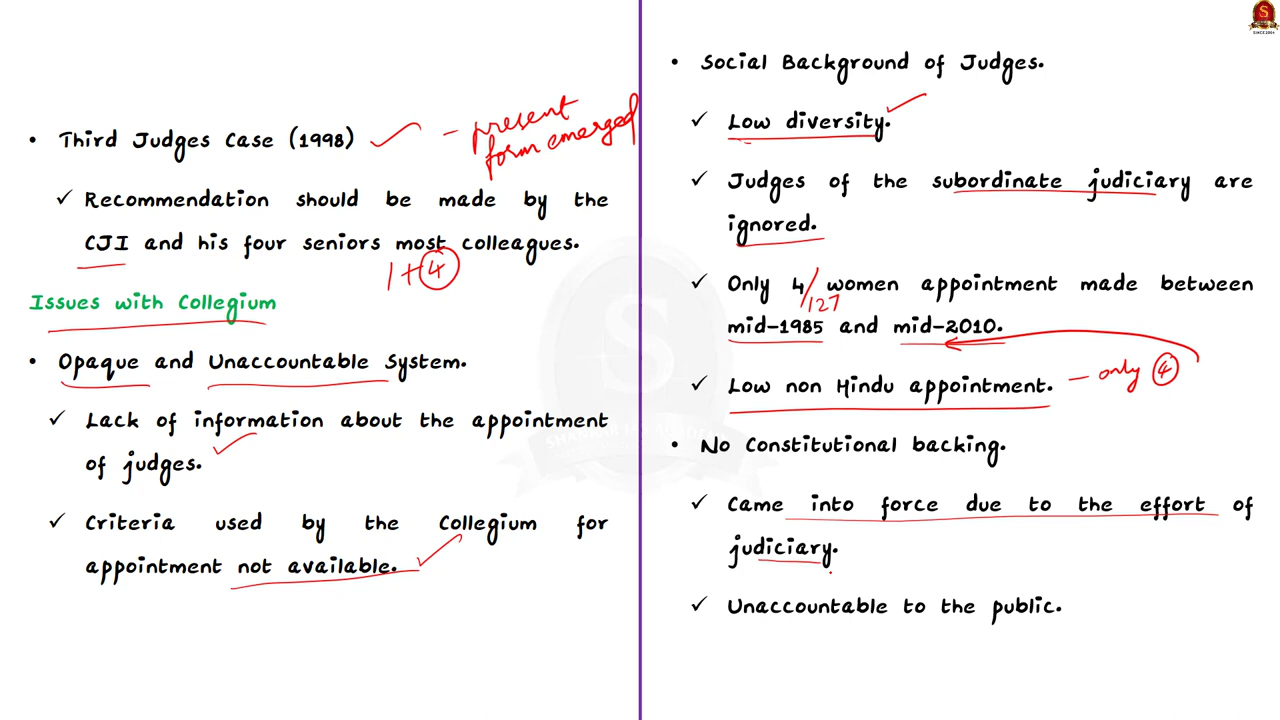 • Third Judges Case (1998) – present
form emerged
✓ Recommendation should be made by the
CJI and his four seniors most colleagues.
1+4
Issues with Collegium
• Opaque and Unaccountable System.
✓ Lack of information about the appointment
of judges.
✓ Criteria used by the Collegium for
appointment not available.
• Social Background of Judges.
✓ Low diversity.
✓ Judges of the subordinate judiciary are
ignored.
✓ Only 4/127 women appointment made between
mid-1985 and mid-2010.
✓ Low non Hindu appointment. – only 4
• No Constitutional backing.
✓ Came into force due to the effort of
judiciary.
✓ Unaccountable to the public.
S
SINCE 2004